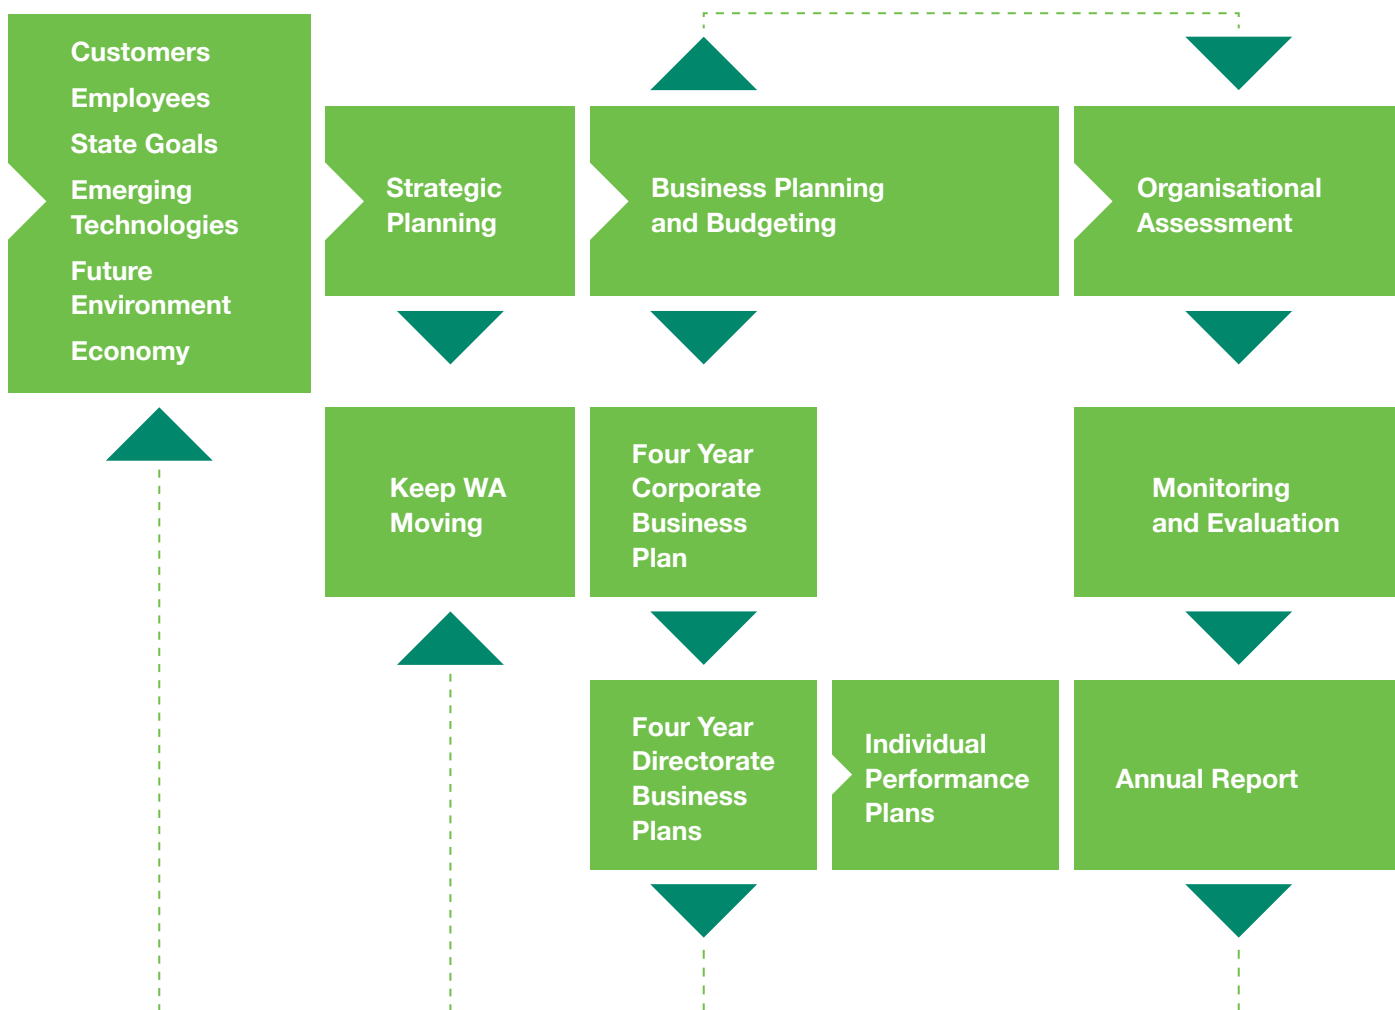 Customers
Employees
State Goals
Emerging
Technologies
Future
Environment
Economy
Strategic
Planning
Business Planning
and Budgeting
Organisational
Assessment
Keep WA
Moving
Four Year
Corporate
Business
Plan
Monitoring
and Evaluation
Four Year
Directorate
Business
Plans
Individual
Performance
Plans
Annual Report